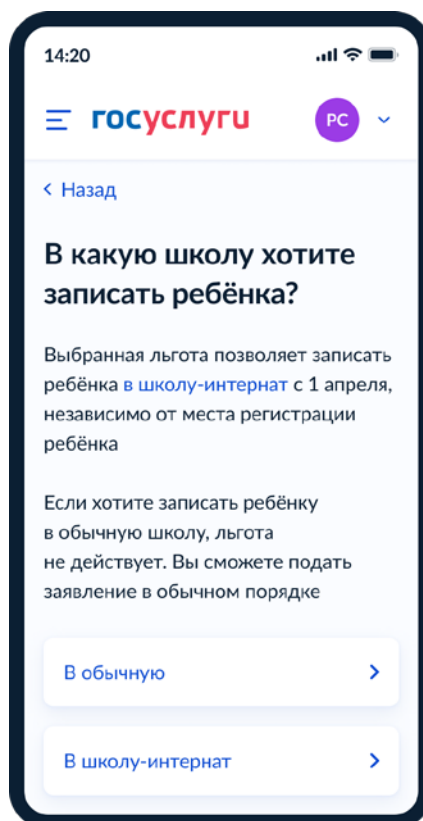 14:20
госуслуги
РС
Назад
В какую школу хотите
записать ребёнка?
Выбранная льгота позволяет записать
ребёнка в школу-интернат с 1 апреля,
независимо от места регистрации
ребёнка
Если хотите записать ребёнку
в обычную школу, льгота
не действует. Вы сможете подать
заявление в обычном порядке
В обычную
В школу-интернат